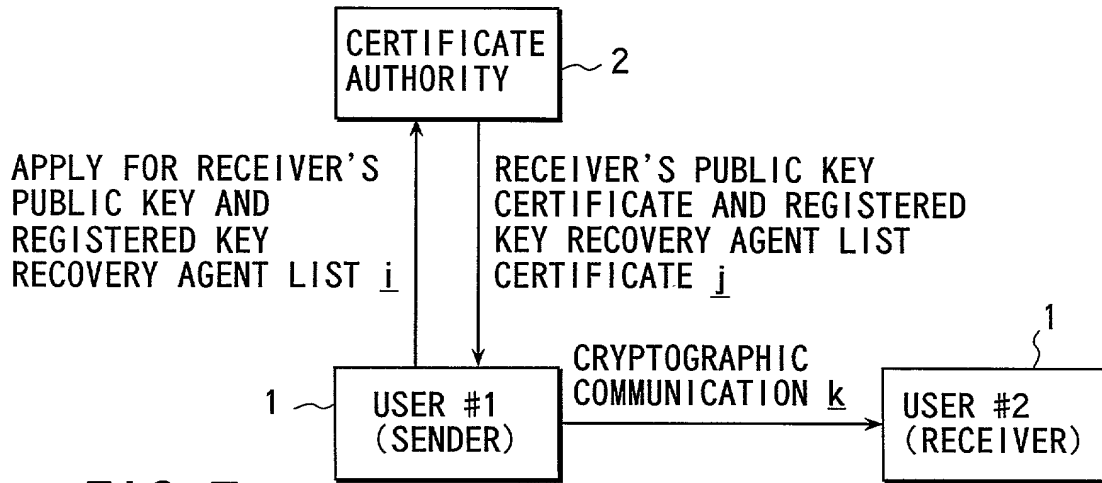 CERTIFICATE
AUTHORITY
2
APPLY FOR RECEIVER'S
PUBLIC KEY AND
REGISTERED KEY
RECOVERY AGENT LIST i
RECEIVER'S PUBLIC KEY
CERTIFICATE AND REGISTERED
KEY RECOVERY AGENT LIST
CERTIFICATE j
1
USER #1
(SENDER)
CRYPTOGRAPHIC
COMMUNICATION k
1
USER #2
(RECEIVER)